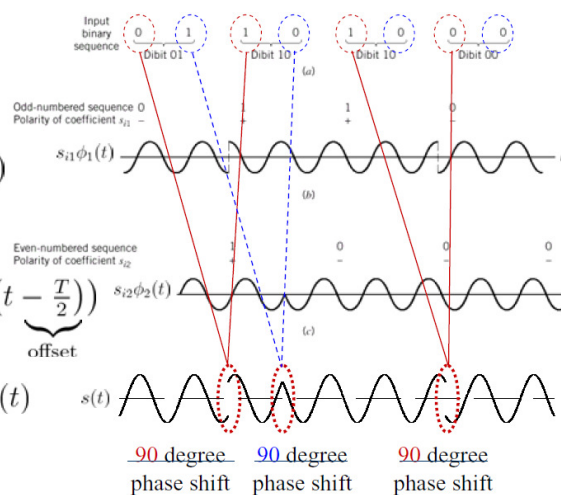 Input
binary
sequence
0 1 1 0 1 0 0 0
Dibit 01 Dibit 10 Dibit 10 Dibit 00
(a)
Odd-numbered sequence 0 1 1 0
Polarity of coefficient s_{i1} − + + −
s_{i1}ϕ_1(t)
)
(b)
Even-numbered sequence 1 0 0 0
Polarity of coefficient s_{i2} + − − −
(t − T/2)) s_{i2}ϕ_2(t)
offset
(c)
(t) s(t)
90 degree 90 degree 90 degree
phase shift phase shift phase shift